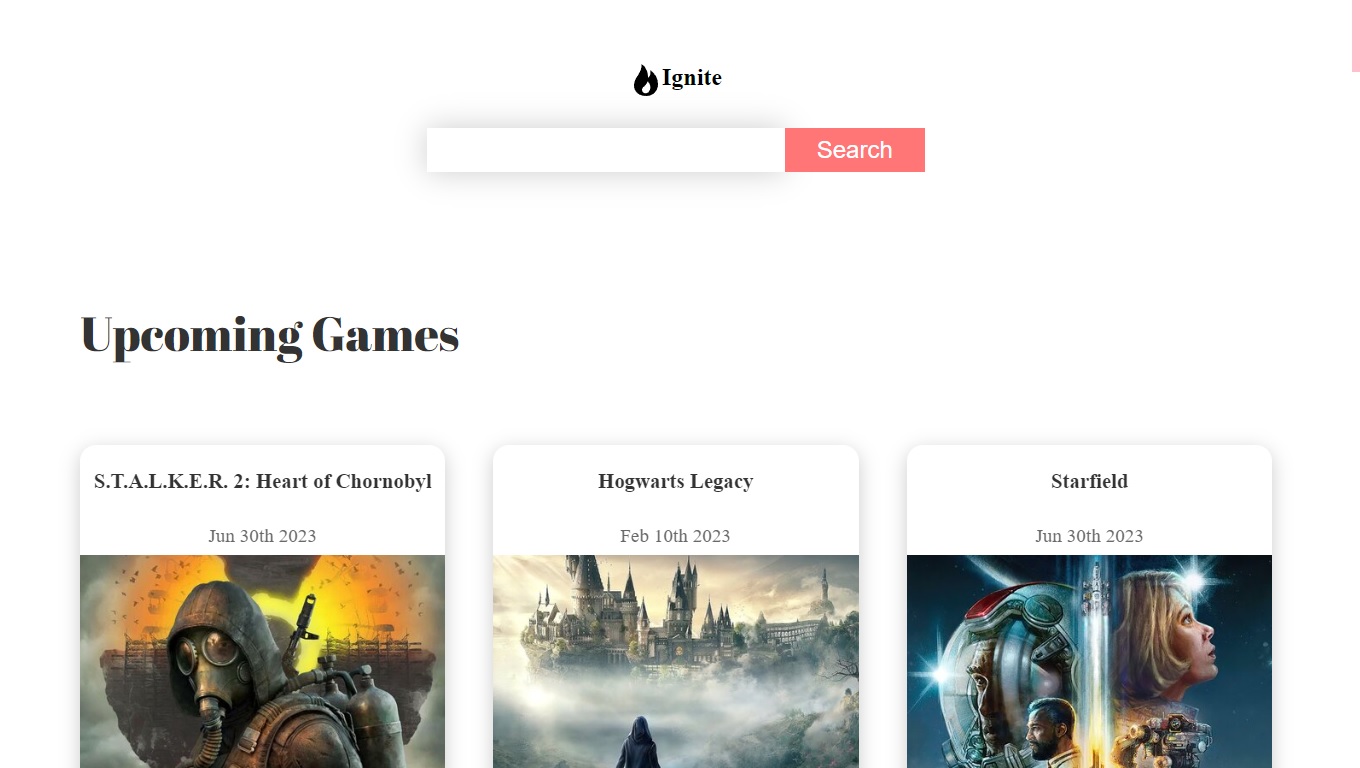 Ignite
Search
Upcoming Games
S.T.A.L.K.E.R. 2: Heart of Chornobyl
Jun 30th 2023
Hogwarts Legacy
Feb 10th 2023
Starfield
Jun 30th 2023